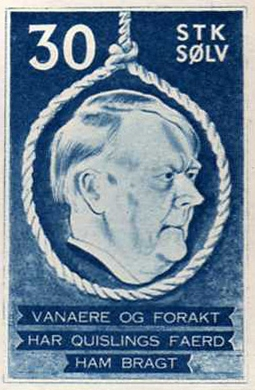 30 STK
SØLV
VANAERE OG FORAKT
HAR QUISLINGS FAERD
HAM BRAGT